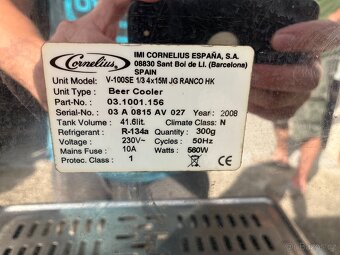 Cornelius
IMI CORNELIUS ESPAÑA, S.A.
08830 Sant Boi de Ll. (Barcelona)
SPAIN
Unit Model: V-100SE 1/3 4x15M JG RANCO HK
Unit Type: Beer Cooler
Part No.: 03.1001.156
Serial-No.: 03 A 0815 AV 027 Year: 2008
Tank Volum: 41.6lit. Climate Class: N
Refrigerant: R-134a Quantity: 300g
Voltage: 230V~ Cycles: 50Hz
Mains Fuse: 10A Watts: 560W
Protec. Class: 1
CE